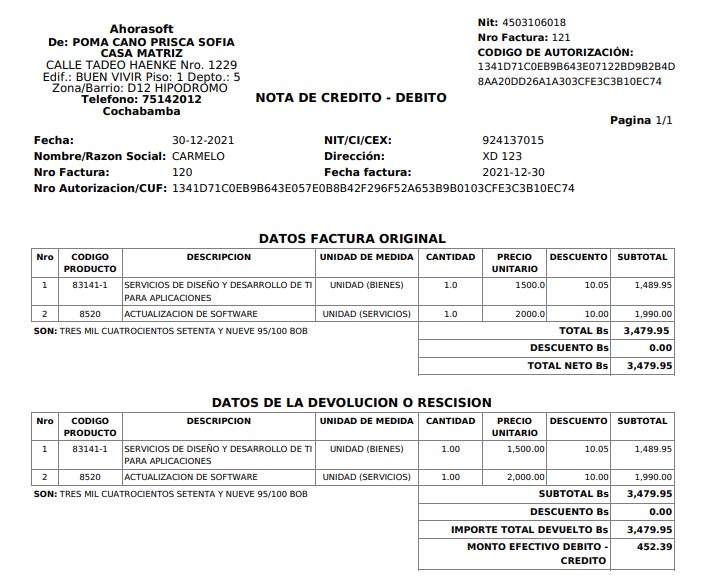 Ahorasoft
De: POMA CANO PRISCA SOFIA
CASA MATRIZ
CALLE TADEO HAENKE Nro. 1229
Edif.: BUEN VIVIR Piso: 1 Depto.: 5
Zona/Barrio: D12 HIPODRÓMO
Telefono: 75142012
Cochabamba
Nit: 4503106018
Nro Factura: 121
CODIGO DE AUTORIZACIÓN:
1341D71C0EB9B643E07122BD9B2B4D
8AA20DD26A1A303CFE3C3B10EC74
NOTA DE CREDITO - DEBITO
Pagina 1/1
Fecha: 30-12-2021 NIT/CI/CEX: 924137015
Nombre/Razon Social: CARMELO Dirección: XD 123
Nro Factura: 120 Fecha factura: 2021-12-30
Nro Autorizacion/CUF: 1341D71C0EB9B643E057E0B8B42F296F52A653B9B0103CFE3C3B10EC74
DATOS FACTURA ORIGINAL
Nro CODIGO DESCRIPCION UNIDAD DE MEDIDA CANTIDAD PRECIO DESCUENTO SUBTOTAL
PRODUCTO UNITARIO
1 83141-1 SERVICIOS DE DISEÑO Y DESARROLLO DE TI UNIDAD (BIENES) 1.0 1500.0 10.05 1,489.95
PARA APLICACIONES
2 8520 ACTUALIZACION DE SOFTWARE UNIDAD (SERVICIOS) 1.0 2000.0 10.00 1,990.00
SON: TRES MIL CUATROCIENTOS SETENTA Y NUEVE 95/100 BOB TOTAL Bs 3,479.95
DESCUENTO Bs 0.00
TOTAL NETO Bs 3,479.95
DATOS DE LA DEVOLUCION O RESCISION
Nro CODIGO DESCRIPCION UNIDAD DE MEDIDA CANTIDAD PRECIO DESCUENTO SUBTOTAL
PRODUCTO UNITARIO
1 83141-1 SERVICIOS DE DISEÑO Y DESARROLLO DE TI UNIDAD (BIENES) 1.00 1,500.00 10.05 1,489.95
PARA APLICACIONES
2 8520 ACTUALIZACION DE SOFTWARE UNIDAD (SERVICIOS) 1.00 2,000.00 10.00 1,990.00
SON: TRES MIL CUATROCIENTOS SETENTA Y NUEVE 95/100 BOB SUBTOTAL Bs 3,479.95
DESCUENTO Bs 0.00
IMPORTE TOTAL DEVUELTO Bs 3,479.95
MONTO EFECTIVO DEBITO - 452.39
CREDITO